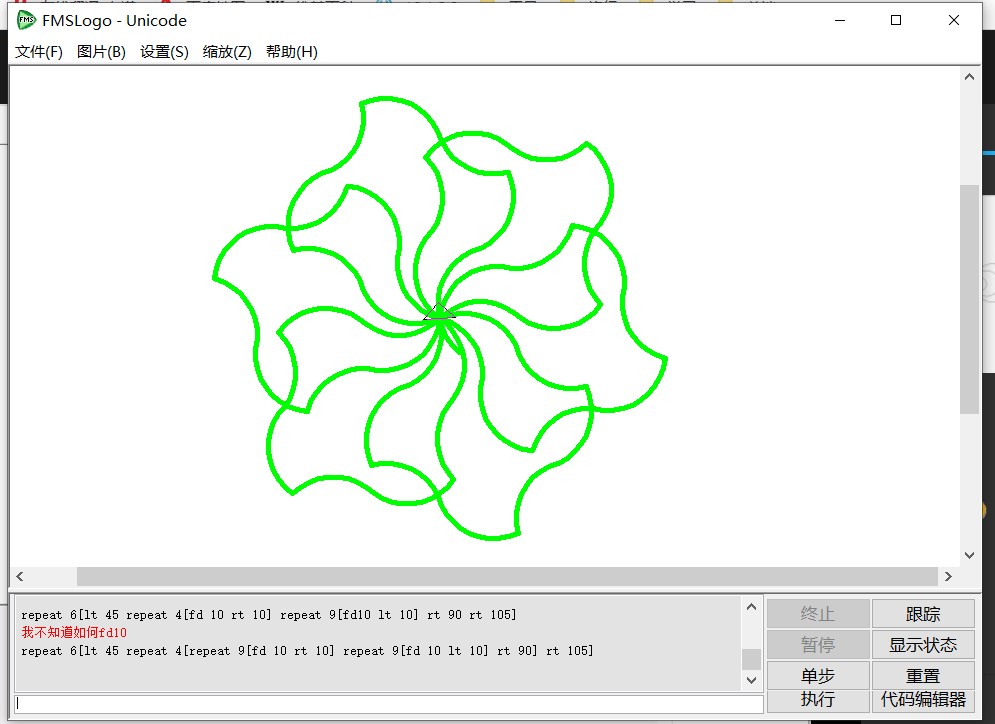 FMS FMSLogo - Unicode
文件(F) 图片(B) 设置(S) 缩放(Z) 帮助(H)
repeat 6[lt 45 repeat 4[fd 10 rt 10] repeat 9[fd10 lt 10] rt 90 rt 105]
我不知道如何fd10
repeat 6[lt 45 repeat 4[repeat 9[fd 10 rt 10] repeat 9[fd 10 lt 10] rt 90] rt 105]
终止 跟踪
暂停 显示状态
单步 重置
执行 代码编辑器